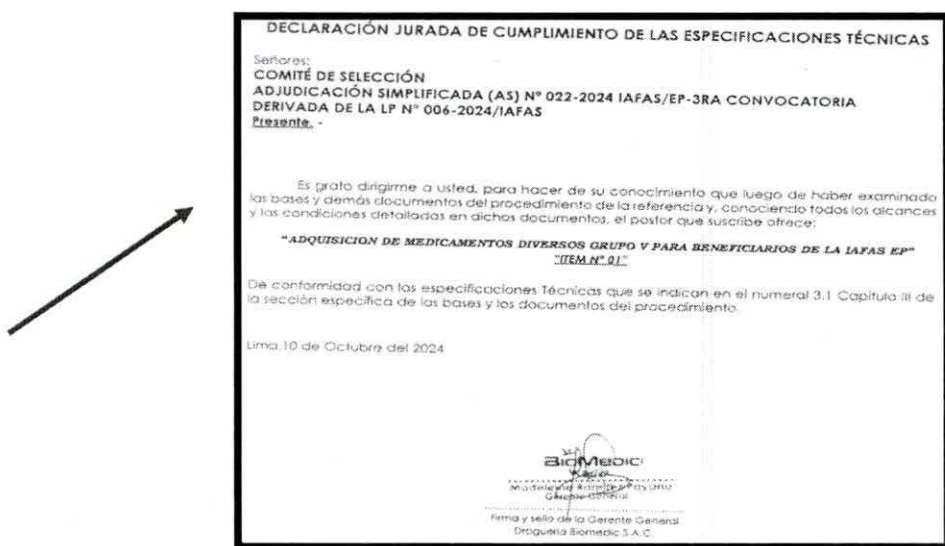 DECLARACIÓN JURADA DE CUMPLIMIENTO DE LAS ESPECIFICACIONES TÉCNICAS
Señores:
COMITÉ DE SELECCIÓN
ADJUDICACIÓN SIMPLIFICADA (AS) Nº 022-2024 IAFAS/EP-3RA CONVOCATORIA
DERIVADA DE LA LP Nº 006-2024/IAFAS
Presente. -
Es grato dirigirme a usted, para hacer de su conocimiento que luego de haber examinado
las bases y demás documentos del procedimiento de la referencia y, conociendo todos los alcances
y las condiciones detalladas en dichos documentos, el postor que suscribe ofrece:
"ADQUISICION DE MEDICAMENTOS DIVERSOS GRUPO V PARA BENEFICIARIOS DE LA IAFAS EP"
"ITEM Nº 01"
De conformidad con las especificaciones Técnicas que se indican en el numeral 3.1 Capítulo III de
la sección específica de las bases y los documentos del procedimiento.
Lima, 10 de Octubre del 2024
BioMedic
Gerente General
Firma y sello de la Gerente General
Droguería Biomedic S.A.C.